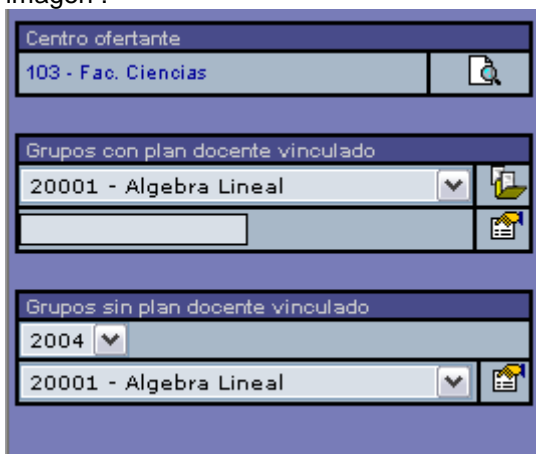 imagen :
Centro ofertante
103 - Fac. Ciencias
Grupos con plan docente vinculado
20001 - Algebra Lineal
Grupos sin plan docente vinculado
2004
20001 - Algebra Lineal